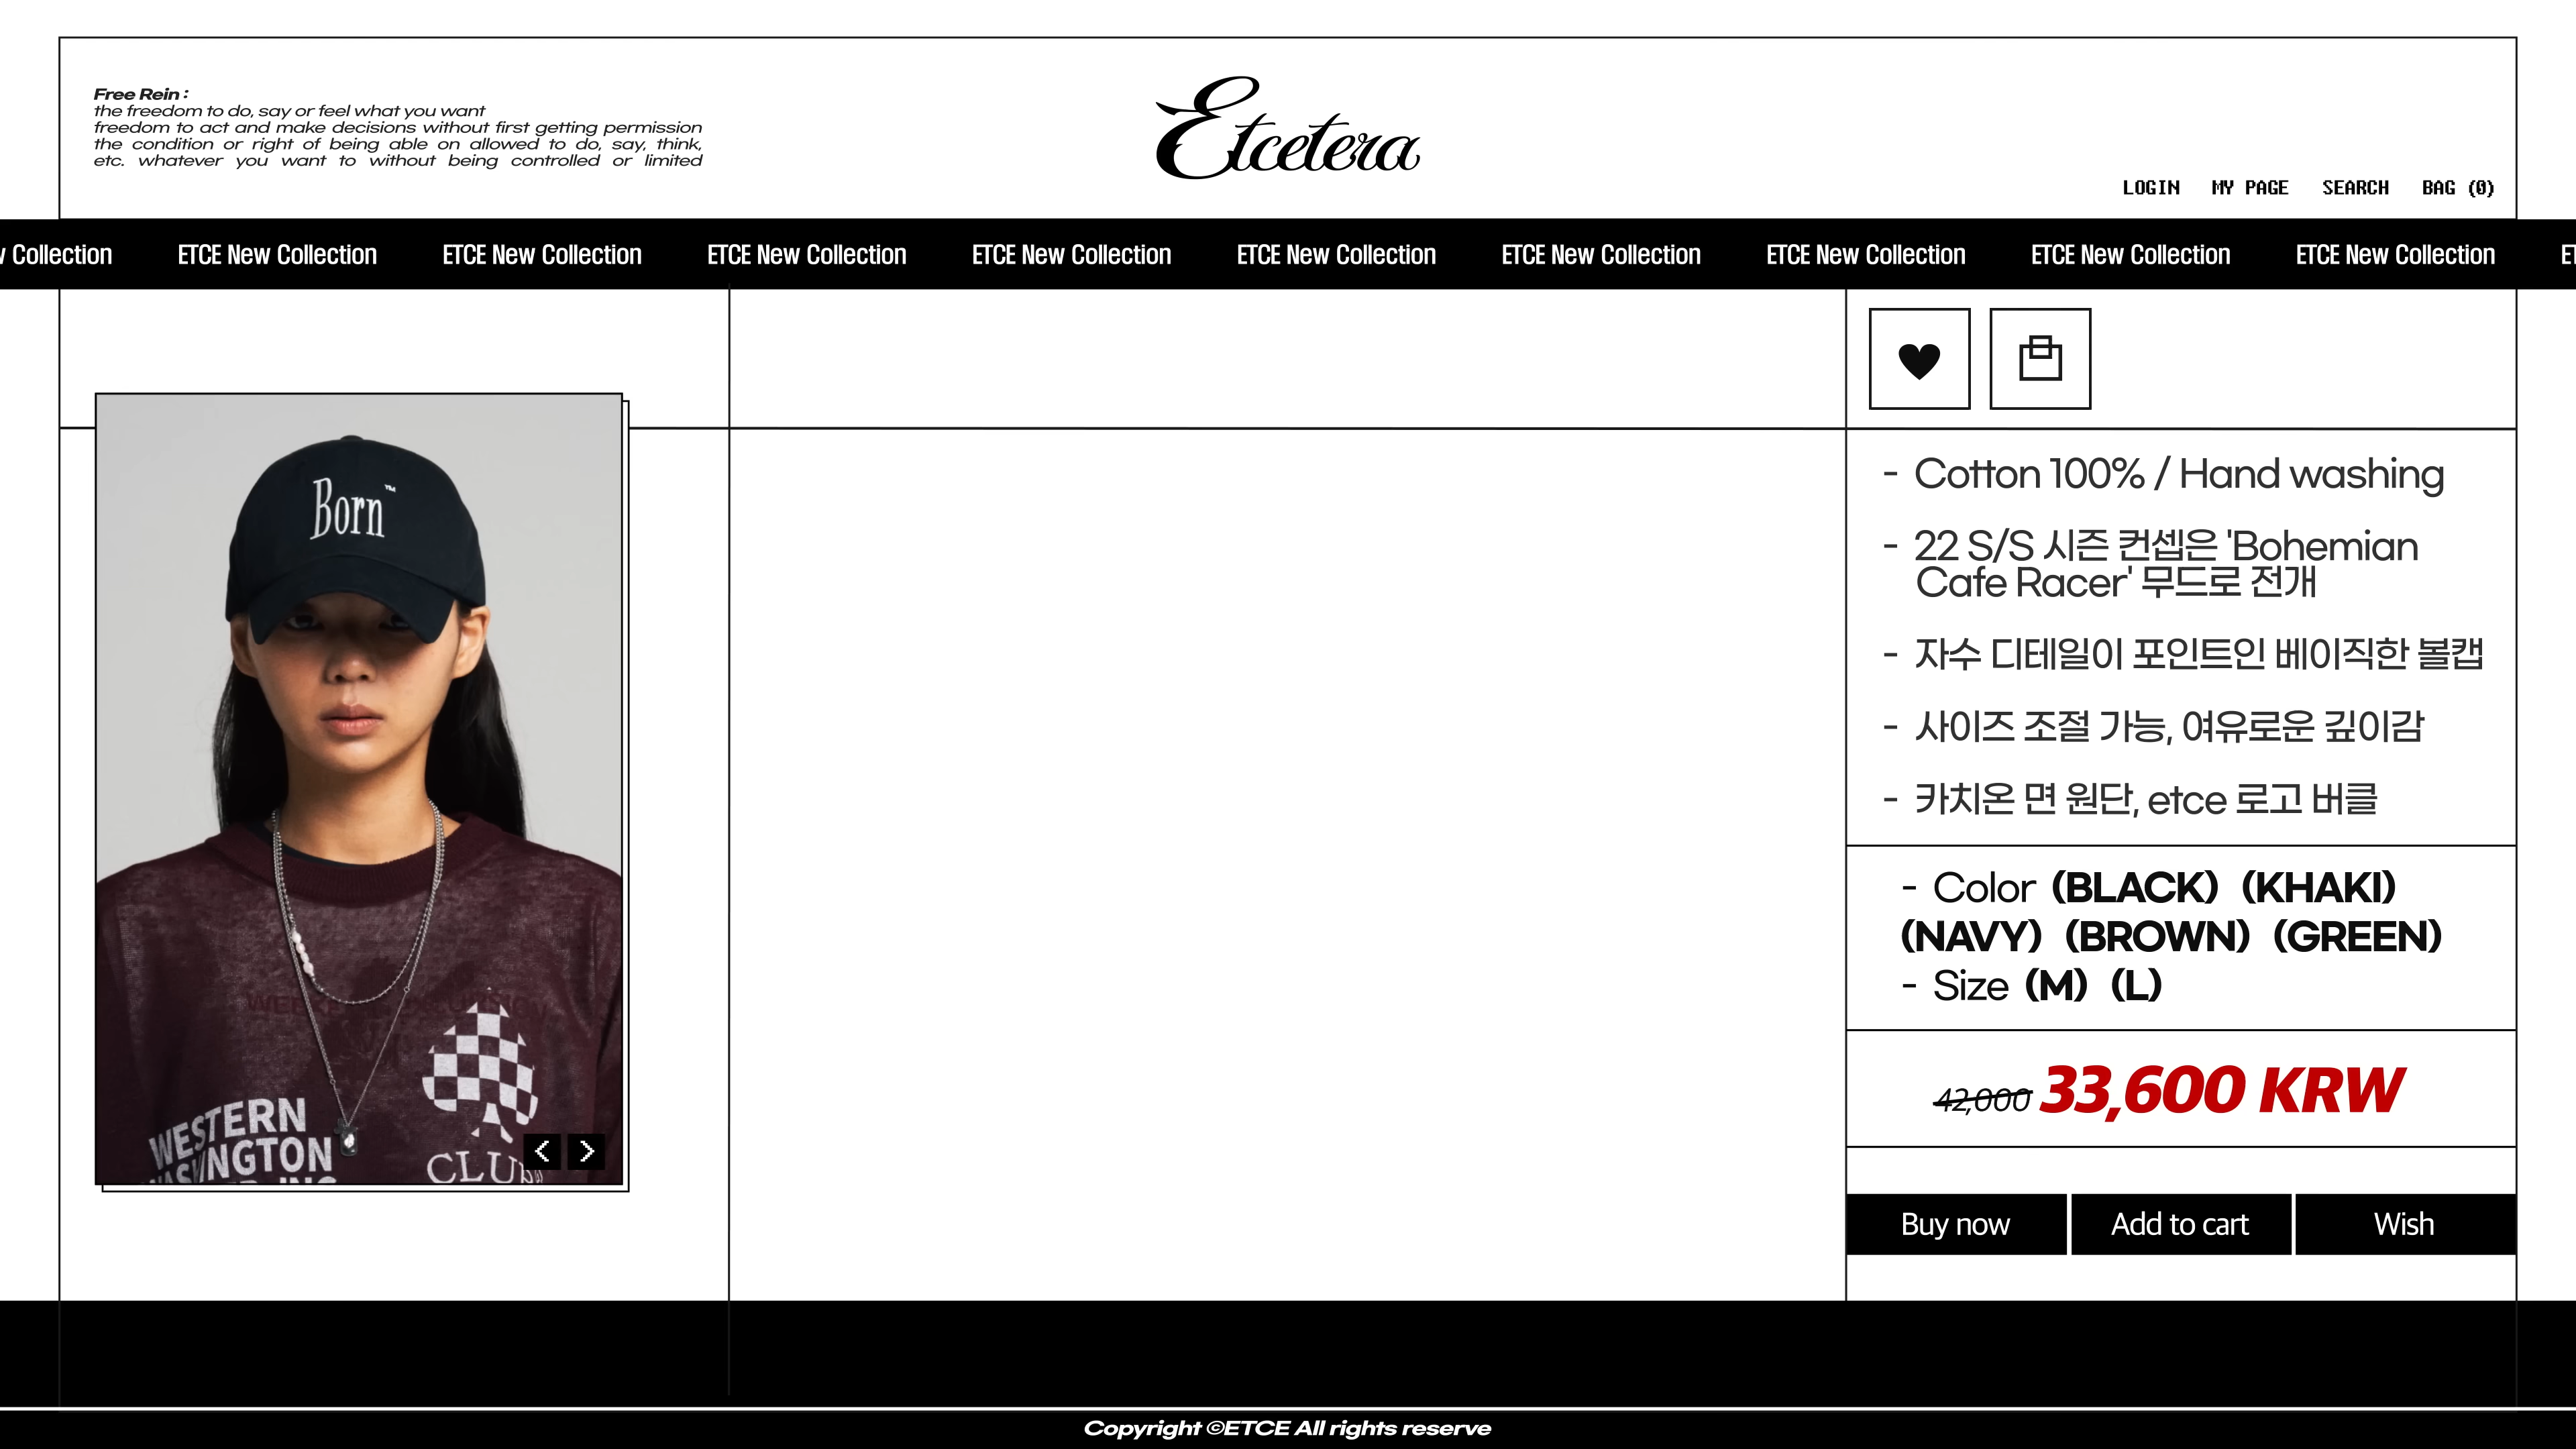 Free Rein :
the freedom to do, say or feel what you want
freedom to act and make decisions without first getting permission
the condition or right of being able on allowed to do, say, think,
etc. whatever you want to without being controlled or limited
Etcetera
LOGIN MY PAGE SEARCH BAG (0)
Collection ETCE New Collection ETCE New Collection ETCE New Collection ETCE New Collection ETCE New Collection ETCE New Collection ETCE New Collection ETCE New Collection ETCE New Collection
Born™
WESTERN
WASHINGTON
CLUB
- Cotton 100% / Hand washing
- 22 S/S 시즌 컨셉은 'Bohemian
Cafe Racer' 무드로 전개
- 자수 디테일이 포인트인 베이직한 볼캡
- 사이즈 조절 가능, 여유로운 깊이감
- 카치온 면 원단, etce 로고 버클
- Color (BLACK) (KHAKI)
(NAVY) (BROWN) (GREEN)
- Size (M) (L)
42,000 33,600 KRW
Buy now Add to cart Wish
Copyright ©ETCE All rights reserve